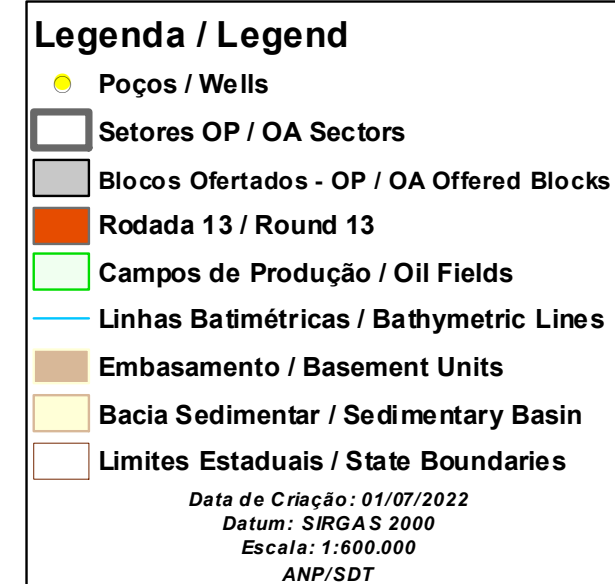 Legenda / Legend
Poços / Wells
Setores OP / OA Sectors
Blocos Ofertados - OP / OA Offered Blocks
Rodada 13 / Round 13
Campos de Produção / Oil Fields
Linhas Batimétricas / Bathymetric Lines
Embasamento / Basement Units
Bacia Sedimentar / Sedimentary Basin
Limites Estaduais / State Boundaries
Data de Criação: 01/07/2022
Datum: SIRGAS 2000
Escala: 1:600.000
ANP/SDT